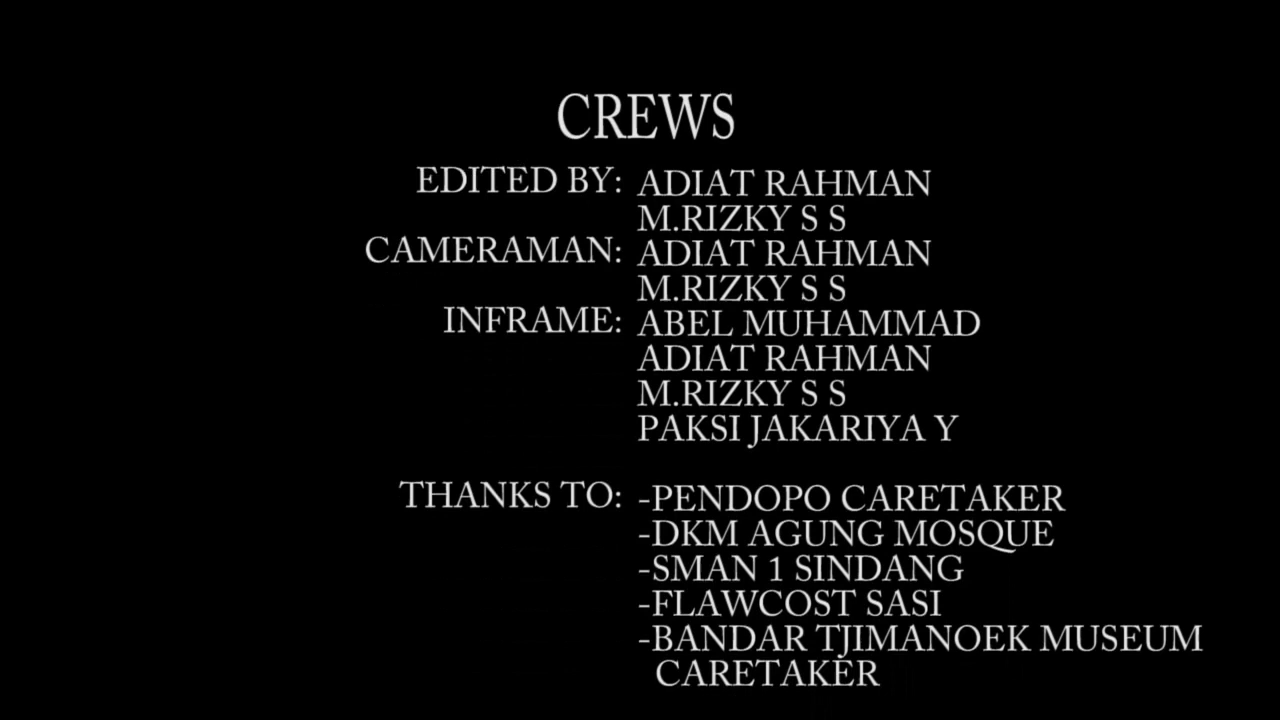 CREWS
EDITED BY: ADIAT RAHMAN
M.RIZKY S S
CAMERAMAN: ADIAT RAHMAN
M.RIZKY S S
INFRAME: ABEL MUHAMMAD
ADIAT RAHMAN
M.RIZKY S S
PAKSI JAKARIYA Y
THANKS TO: -PENDOPO CARETAKER
-DKM AGUNG MOSQUE
-SMAN 1 SINDANG
-FLAWCOST SASI
-BANDAR TJIMANOEK MUSEUM
CARETAKER